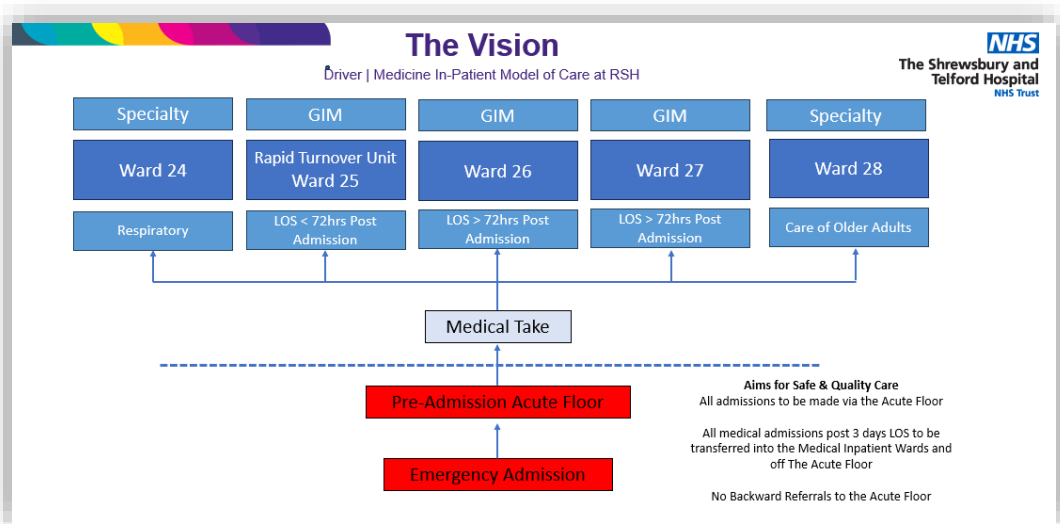 The Vision
Driver | Medicine In-Patient Model of Care at RSH
NHS
The Shrewsbury and
Telford Hospital
NHS Trust
Specialty
GIM
GIM
GIM
Specialty
Ward 24
Rapid Turnover Unit
Ward 25
Ward 26
Ward 27
Ward 28
Respiratory
LOS < 72hrs Post
Admission
LOS > 72hrs Post
Admission
LOS > 72hrs Post
Admission
Care of Older Adults
Medical Take
Pre-Admission Acute Floor
Emergency Admission
Aims for Safe & Quality Care
All admissions to be made via the Acute Floor
All medical admissions post 3 days LOS to be
transferred into the Medical Inpatient Wards and
off The Acute Floor
No Backward Referrals to the Acute Floor